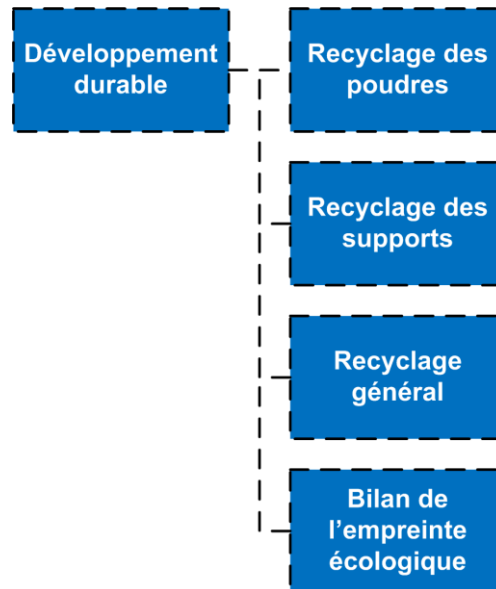 Développement
durable
Recyclage des
poudres
Recyclage des
supports
Recyclage
général
Bilan de
l’empreinte
écologique